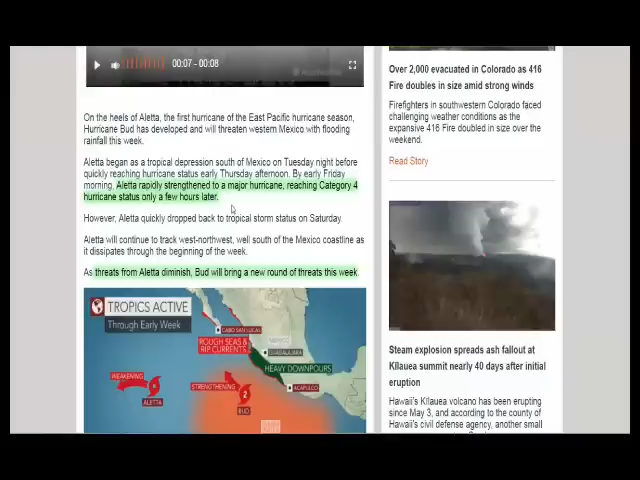 00:07 - 00:08
On the heels of Aletta, the first hurricane of the East Pacific hurricane season,
Hurricane Bud has developed and will threaten western Mexico with flooding
rainfall this week.
Aletta began as a tropical depression south of Mexico on Tuesday night before
quickly reaching hurricane status early Thursday afternoon. By early Friday
morning, Aletta rapidly strengthened to a major hurricane, reaching Category 4
hurricane status only a few hours later.
However, Aletta quickly dropped back to tropical storm status on Saturday.
Aletta will continue to track west-northwest, well south of the Mexico coastline as
it dissipates through the beginning of the week.
As threats from Aletta diminish, Bud will bring a new round of threats this week.
TROPICS ACTIVE
Through Early Week
CABO SAN LUCAS
ROUGH SEAS &
RIP CURRENTS
GUADALAJARA
HEAVY DOWNPOURS
ACAPULCO
WEAKENING
ALETTA
STRENGTHENING
2
BUD
Over 2,000 evacuated in Colorado as 416
Fire doubles in size amid strong winds
Firefighters in southwestern Colorado faced
challenging weather conditions as the
expansive 416 Fire doubled in size over the
weekend.
Read Story
Steam explosion spreads ash fallout at
Kilauea summit nearly 40 days after initial
eruption
Hawaii's Kilauea volcano has been erupting
since May 3, and according to the county of
Hawaii's civil defense agency, another small